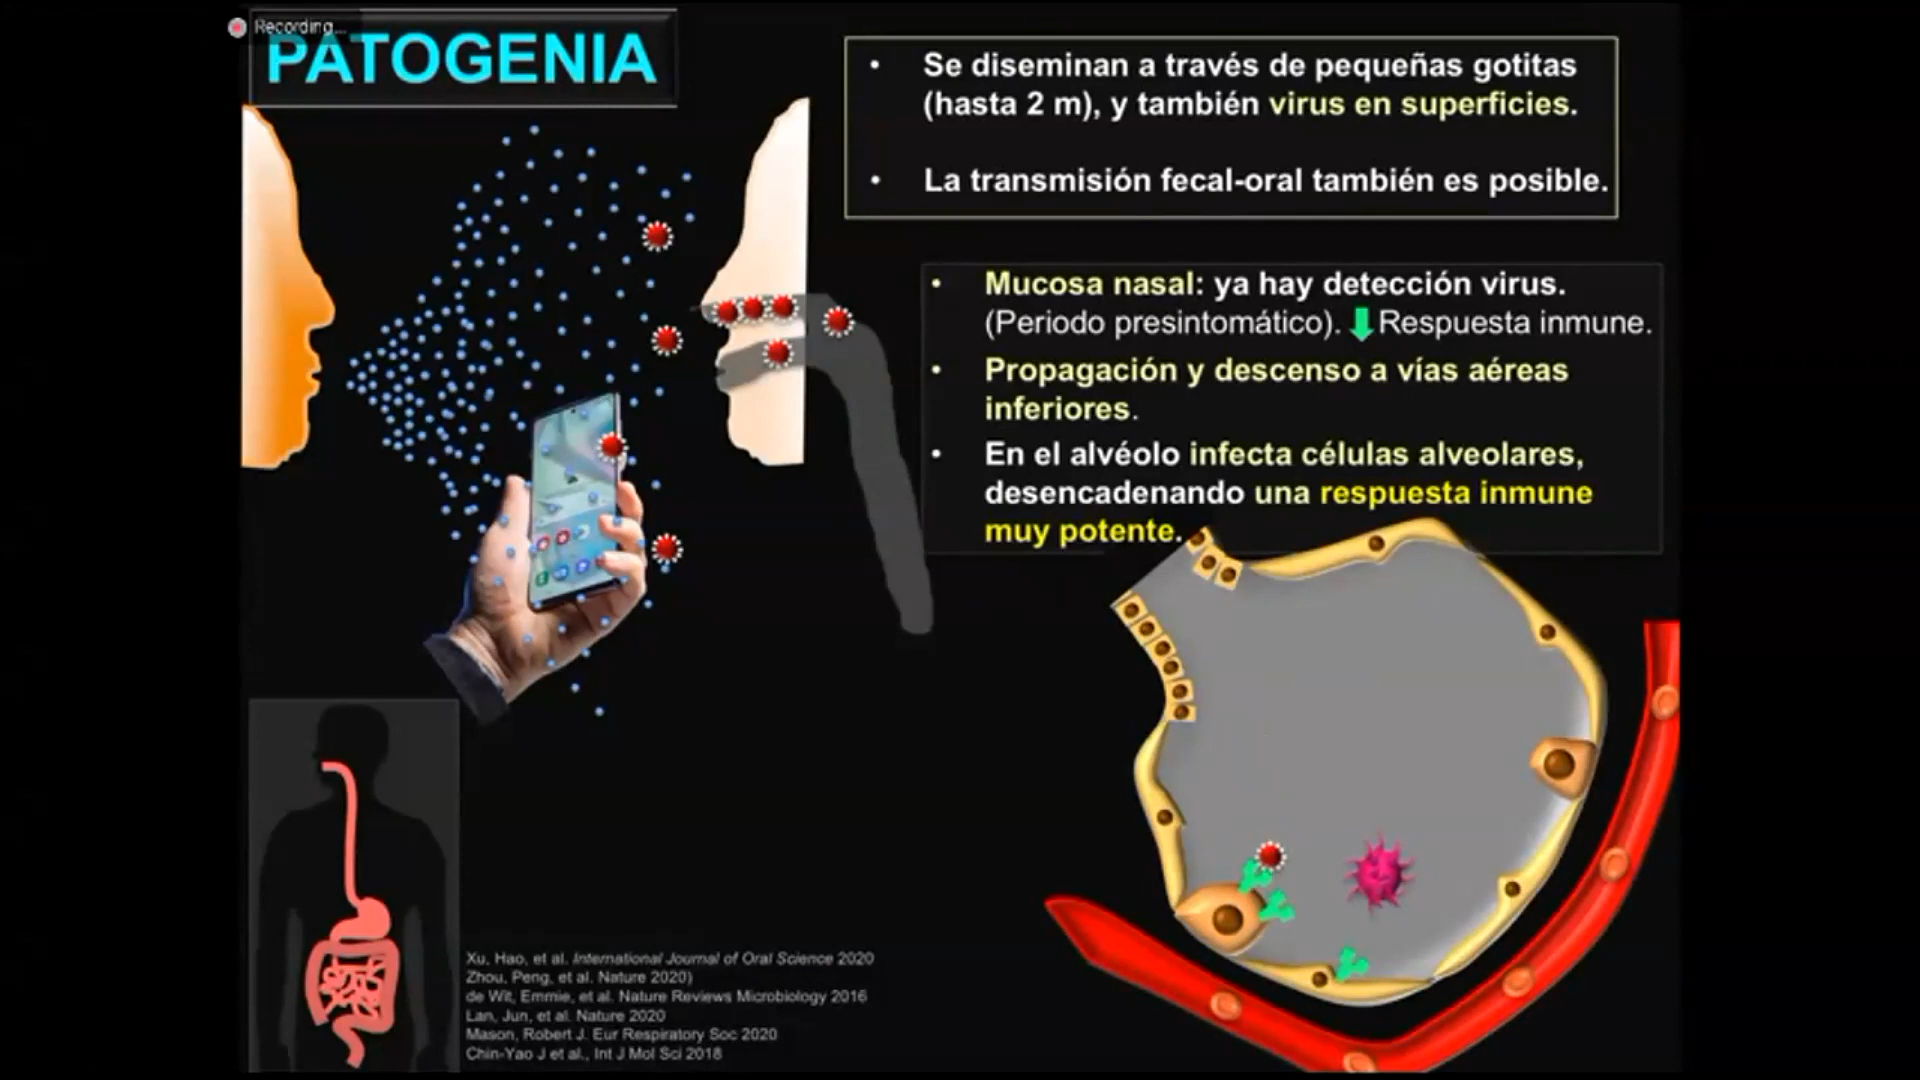 Recording...
PATOGENIA
• Se diseminan a través de pequeñas gotitas
(hasta 2 m), y también virus en superficies.
• La transmisión fecal-oral también es posible.
• Mucosa nasal: ya hay detección virus.
(Periodo presintomático). Respuesta inmune.
• Propagación y descenso a vías aéreas
inferiores.
• En el alvéolo infecta células alveolares,
desencadenando una respuesta inmune
muy potente.
Xu, Hao, et al. International Journal of Oral Science 2020
Zhou, Peng, et al. Nature 2020)
de Wit, Emmie, et al. Nature Reviews Microbiology 2016
Lan, Jun, et al. Nature 2020
Mason, Robert J. Eur Respiratory Soc 2020
Chin-Yao J et al., Int J Mol Sci 2018